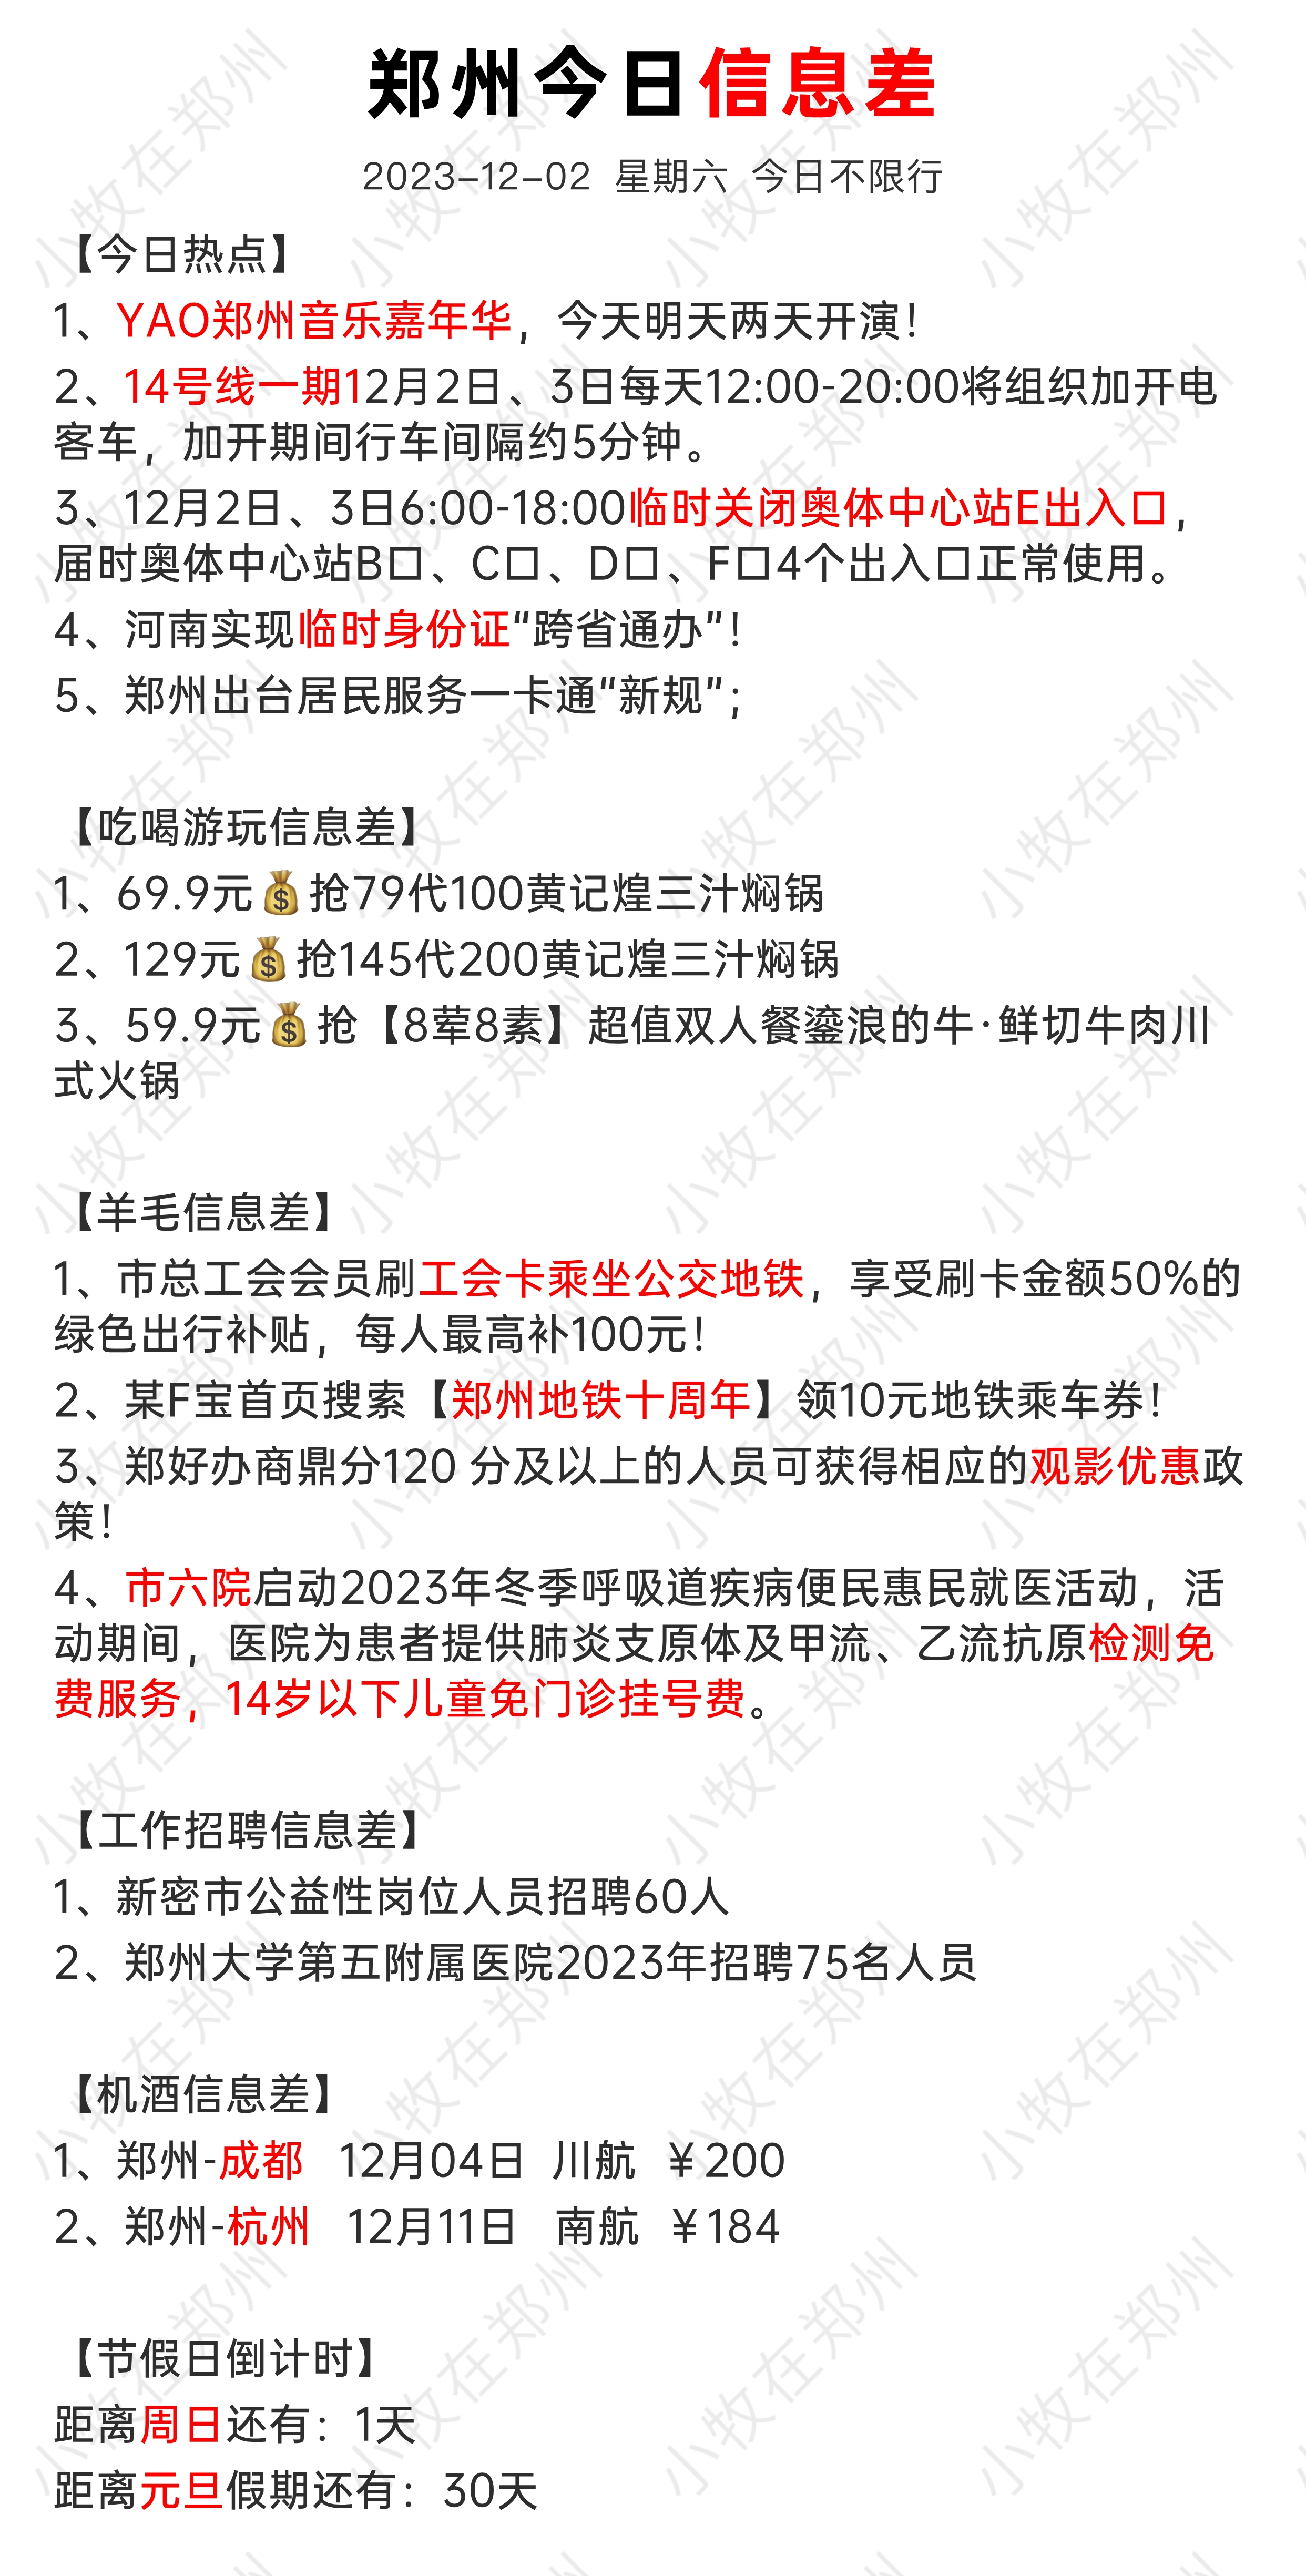 郑州今日信息差
2023-12-02 星期六 今日不限行
【今日热点】
1、YAO郑州音乐嘉年华，今天明天两天开演！
2、14号线一期12月2日、3日每天12:00-20:00将组织加开电
客车，加开期间行车间隔约5分钟。
3、12月2日、3日6:00-18:00临时关闭奥体中心站E出入口，
届时奥体中心站B口、C口、D口、F口4个出入口正常使用。
4、河南实现临时身份证“跨省通办”！
5、郑州出台居民服务一卡通“新规”；
【吃喝游玩信息差】
1、69.9元💰抢79代100黄记煌三汁焖锅
2、129元💰抢145代200黄记煌三汁焖锅
3、59.9元💰抢【8荤8素】超值双人餐鎏浪的牛·鲜切牛肉川
式火锅
【羊毛信息差】
1、市总工会会员刷工会卡乘坐公交地铁，享受刷卡金额50%的
绿色出行补贴，每人最高补100元！
2、某F宝首页搜索【郑州地铁十周年】领10元地铁乘车券！
3、郑好办商鼎分120 分及以上的人员可获得相应的观影优惠政
策！
4、市六院启动2023年冬季呼吸道疾病便民惠民就医活动，活
动期间，医院为患者提供肺炎支原体及甲流、乙流抗原检测免
费服务，14岁以下儿童免门诊挂号费。
【工作招聘信息差】
1、新密市公益性岗位人员招聘60人
2、郑州大学第五附属医院2023年招聘75名人员
【机酒信息差】
1、郑州-成都 12月04日 川航 ￥200
2、郑州-杭州 12月11日 南航 ￥184
【节假日倒计时】
距离周日还有：1天
距离元旦假期还有：30天
小牧在郑州